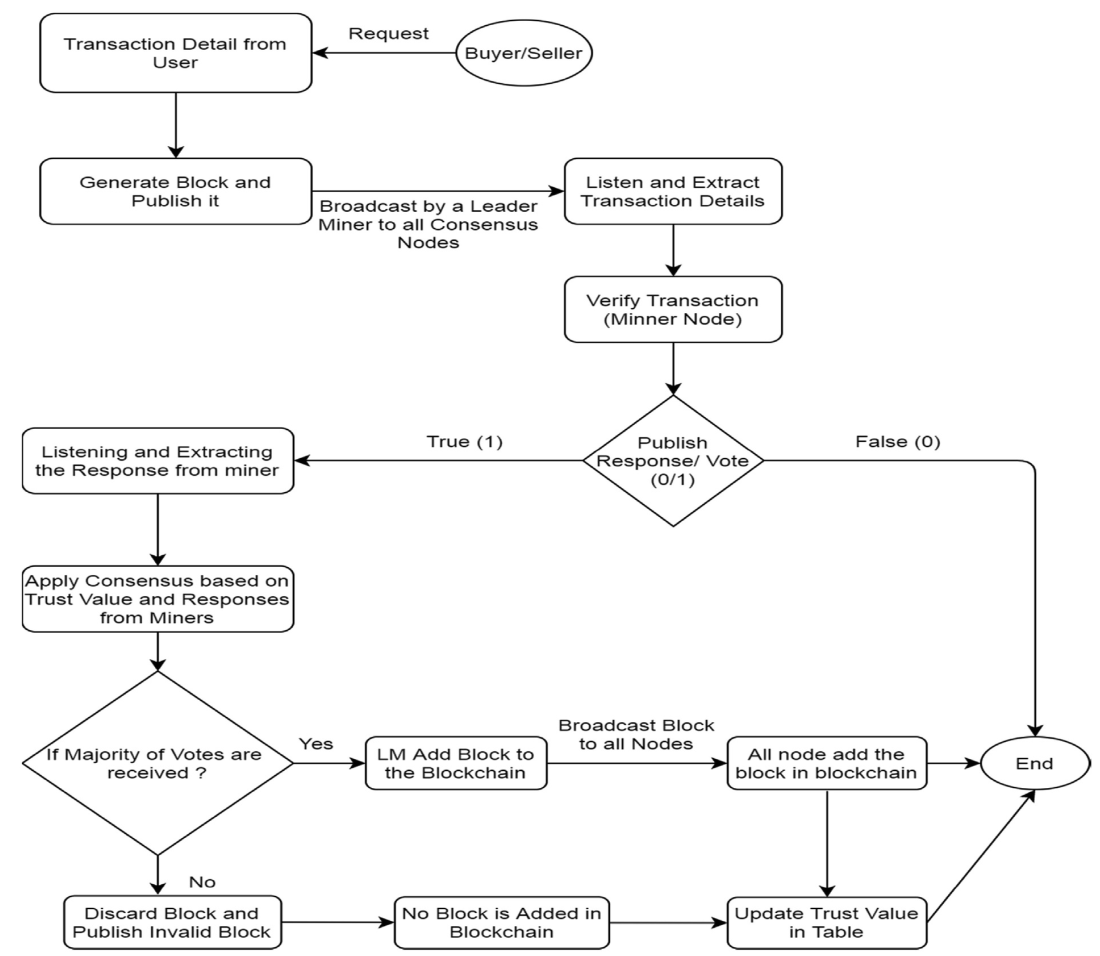 Transaction Detail from
User
Request
Buyer/Seller
Generate Block and
Publish it
Broadcast by a Leader
Miner to all Consensus
Nodes
Listen and Extract
Transaction Details
Verify Transaction
(Minner Node)
Publish
Response/ Vote
(0/1)
True (1)
False (0)
Listening and Extracting
the Response from miner
Apply Consensus based on
Trust Value and Responses
from Miners
If Majority of Votes are
received ?
Yes
LM Add Block to
the Blockchain
Broadcast Block
to all Nodes
All node add the
block in blockchain
End
No
Discard Block and
Publish Invalid Block
No Block is Added in
Blockchain
Update Trust Value
in Table